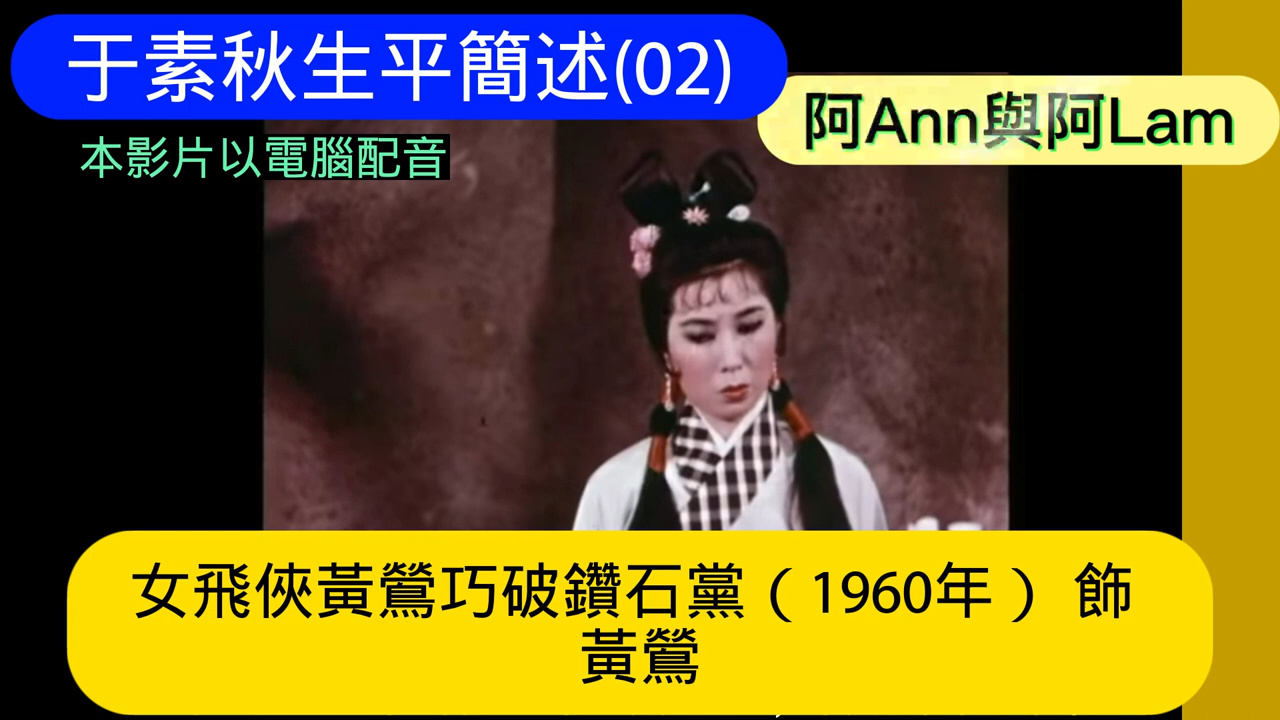 于素秋生平簡述(02)
阿Ann與阿Lam
本影片以電腦配音
女飛俠黃鶯巧破鑽石黨（1960年） 飾
黃鶯